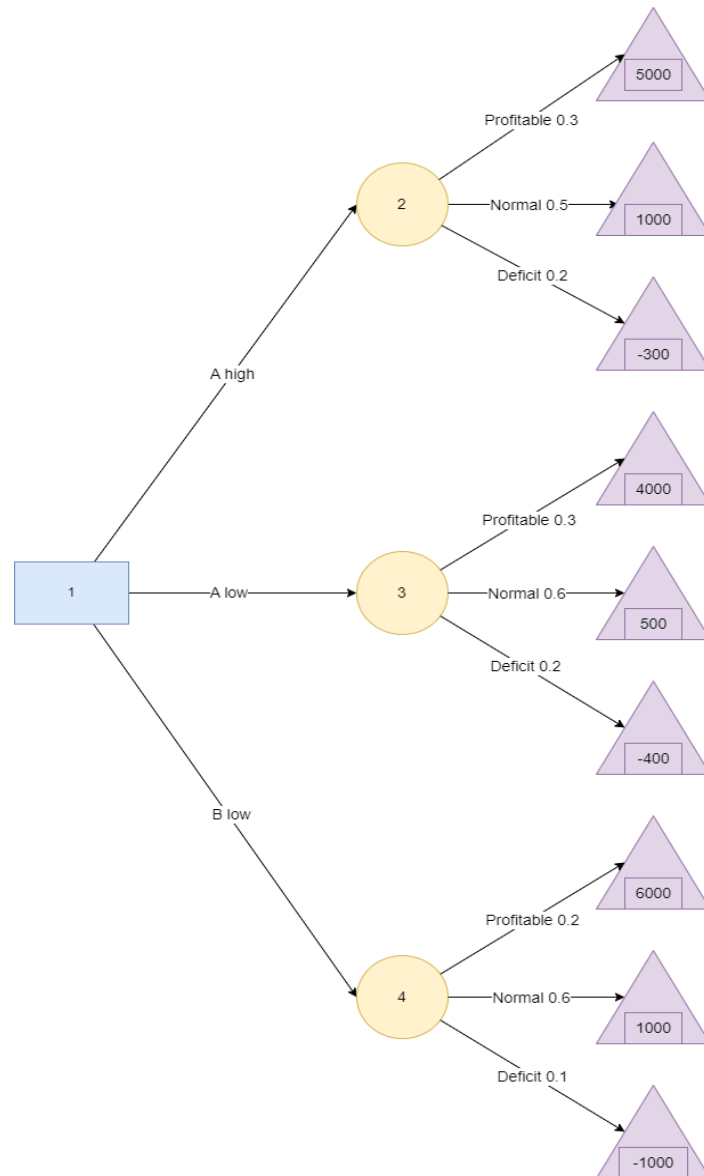 5000
Profitable 0.3
2
Normal 0.5
1000
Deficit 0.2
-300
A high
4000
Profitable 0.3
1
A low
3
Normal 0.6
500
Deficit 0.2
-400
B low
6000
Profitable 0.2
4
Normal 0.6
1000
Deficit 0.1
-1000